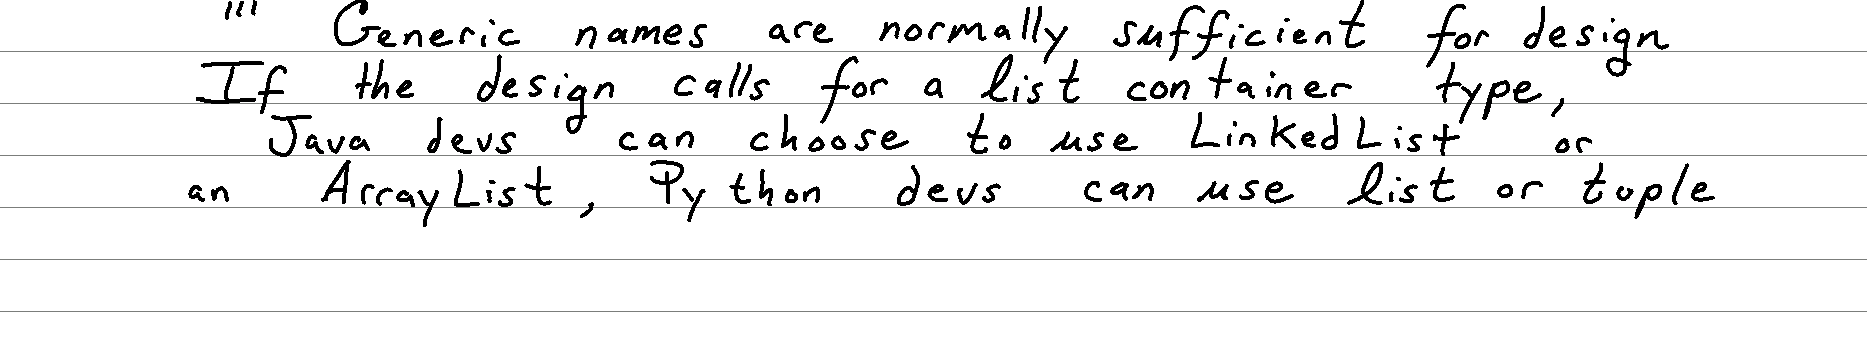 ''' Generic names are normally sufficient for design
If the design calls for a list container type,
Java devs can choose to use LinkedList or
an ArrayList, Python devs can use list or tuple